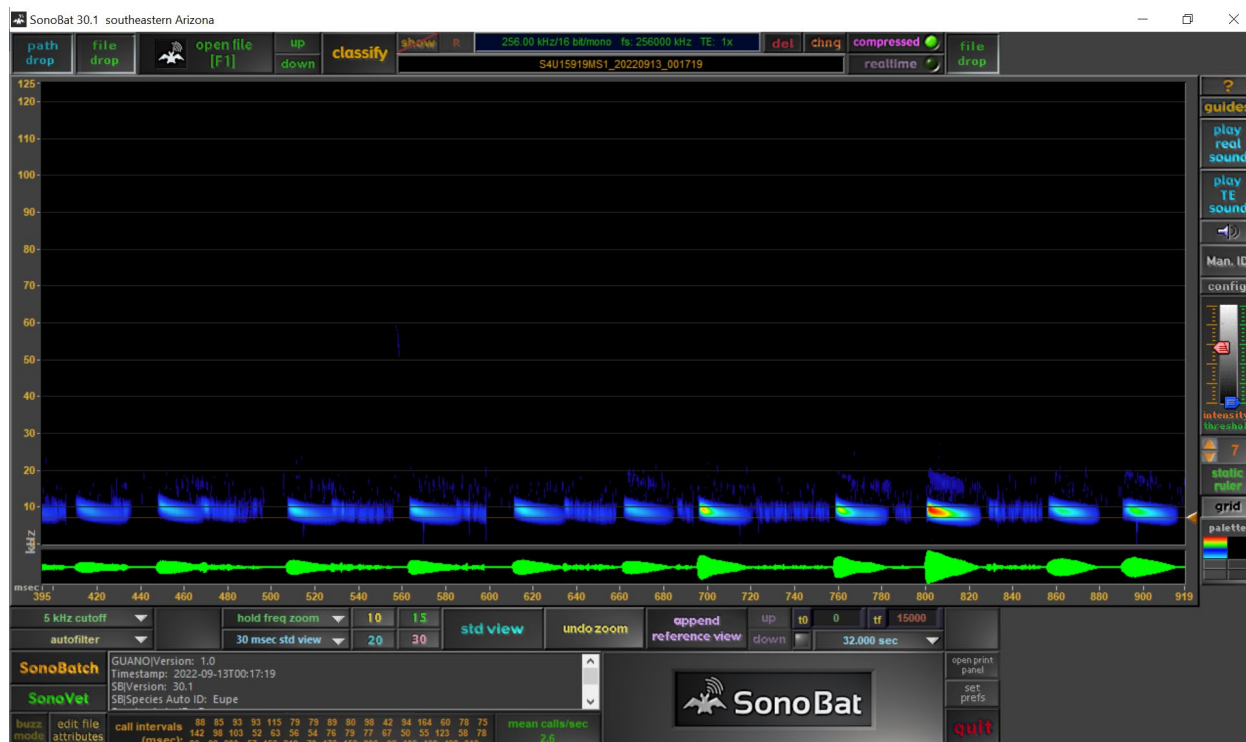 SonoBat 30.1 southeastern Arizona
path drop
file drop
open file [F1]
up
down
classify
show
R
256.00 kHz/16 bit/mono fs: 256000 kHz TE: 1x
S4U15919MS1_20220913_001719
del
chng
compressed
realtime
file drop
125
120
110
100
90
80
70
60
50
40
30
20
10
kHz
?
guides
play real sound
play TE sound
Man. ID
config
intensity
threshol
7
static ruler
grid
palette
msec
395 420 440 460 480 500 520 540 560 580 600 620 640 660 680 700 720 740 760 780 800 820 840 860 880 900 919
5 kHz cutoff
autofilter
hold freq zoom
30 msec std view
10
15
20
30
std view
undo zoom
append reference view
up
down
t0
0
tf
15000
32.000 sec
SonoBatch
SonoVet
buzz mode
edit file attributes
GUANO|Version: 1.0
Timestamp: 2022-09-13T00:17:19
SB|Version: 30.1
SB|Species Auto ID: Eupe
call intervals (msec):
88 85 93 93 115 79 79 89 80 98 42 94 164 60 78 75
142 98 103 52 63 56 54 76 79 77 67 50 55 123 58 78
mean calls/sec
2.6
SonoBat
open print panel
set prefs
quit